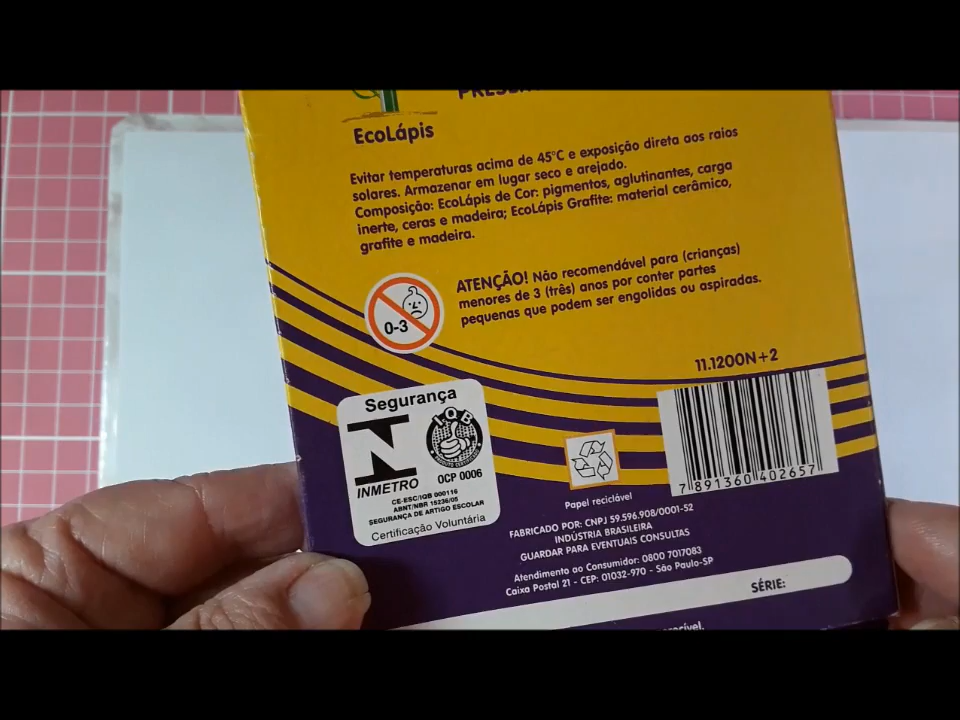 EcoLápis
Evitar temperaturas acima de 45°C e exposição direta aos raios
solares. Armazenar em lugar seco e arejado.
Composição: EcoLápis de Cor: pigmentos, aglutinantes, carga
inerte, ceras e madeira; EcoLápis Grafite: material cerâmico,
grafite e madeira.
0-3
ATENÇÃO! Não recomendável para (crianças)
menores de 3 (três) anos por conter partes
pequenas que podem ser engolidas ou aspiradas.
11.1200N+2
Segurança
IQB
INMETRO
OCP 0006
CE-ESC/IQB 000116
ABNT/NBR 15236/05
SEGURANÇA DE ARTIGO ESCOLAR
Certificação Voluntária
Papel reciclável
7 891360 402657
FABRICADO POR: CNPJ 59.596.908/0001-52
INDÚSTRIA BRASILEIRA
GUARDAR PARA EVENTUAIS CONSULTAS
Atendimento ao Consumidor: 0800 7017083
Caixa Postal 21 - CEP: 01032-970 - São Paulo-SP
SÉRIE: